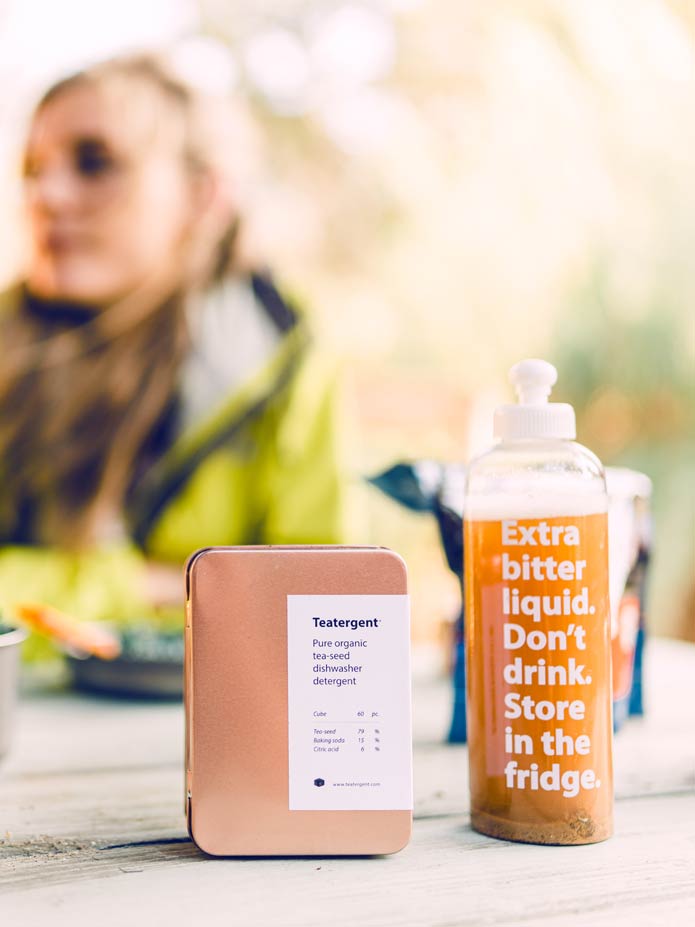 Teatergent
Pure organic
tea-seed
dishwasher
detergent
Cube 60 pc.
Tea-seed 79 %
Baking soda 15 %
Citric acid 6 %
www.teatergent.com
Extra
bitter
liquid.
Don't
drink.
Store
in the
fridge.